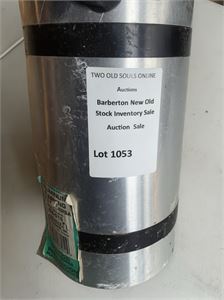 TWO OLD SOULS ONLINE
Auctions
Barberton New Old
Stock Inventory Sale
Auction Sale
Lot 1053